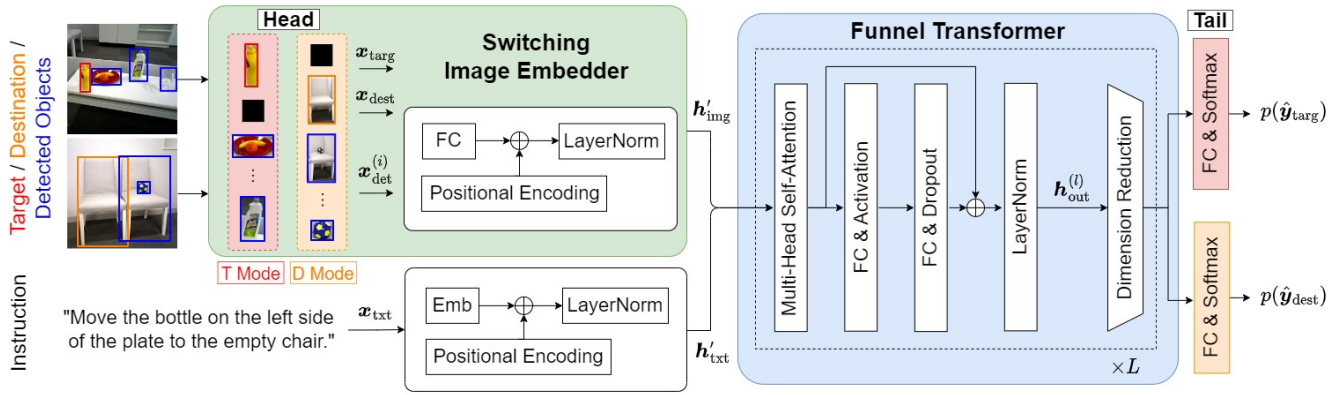 Target / Destination /
Detected Objects
Instruction
Head
Switching
Image Embedder
x_targ
x_dest
x_det^(i)
FC
LayerNorm
Positional Encoding
h'_img
T Mode
D Mode
"Move the bottle on the left side
of the plate to the empty chair."
x_txt
Emb
LayerNorm
Positional Encoding
h'_txt
Funnel Transformer
Multi-Head Self-Attention
FC & Activation
FC & Dropout
LayerNorm
h_out^(l)
Dimension Reduction
×L
Tail
FC & Softmax
p(ŷ_targ)
FC & Softmax
p(ŷ_dest)